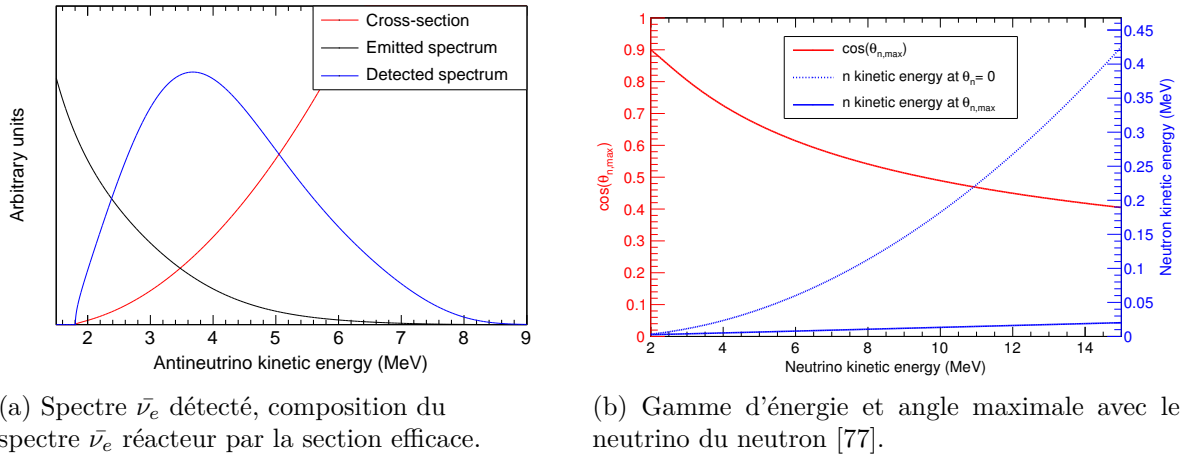 Cross-section
Emitted spectrum
Detected spectrum
Arbitrary units
2 3 4 5 6 7 8 9
Antineutrino kinetic energy (MeV)
(a) Spectre ν̄e détecté, composition du
spectre ν̄e réacteur par la section efficace.
cos(θn,max)
n kinetic energy at θn= 0
n kinetic energy at θn,max
cos(θn,max)
1
0.9
0.8
0.7
0.6
0.5
0.4
0.3
0.2
0.1
0
2 4 6 8 10 12 14
Neutrino kinetic energy (MeV)
0.45
0.4
0.35
0.3
0.25
0.2
0.15
0.1
0.05
0
Neutron kinetic energy (MeV)
(b) Gamme d'énergie et angle maximale avec le
neutrino du neutron [77].